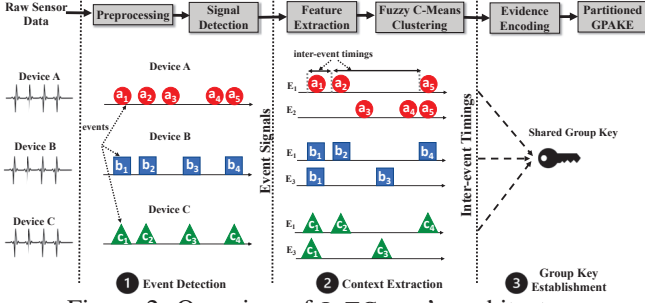 Raw Sensor Data
Preprocessing
Signal Detection
Feature Extraction
Fuzzy C-Means Clustering
Evidence Encoding
Partitioned GPAKE
Device A
Device A
a1 a2 a3 a4 a5
events
Device B
Device B
b1 b2 b3 b4
Device C
Device C
c1 c2 c3 c4
Event Signals
inter-event timings
E1 a1 a2 a5
E2 a3 a4 a5
E1 b1 b2 b4
E3 b1 b3
E1 c1 c2 c4
E3 c1 c3
Inter-event Timings
Shared Group Key
1 Event Detection
2 Context Extraction
3 Group Key Establishment